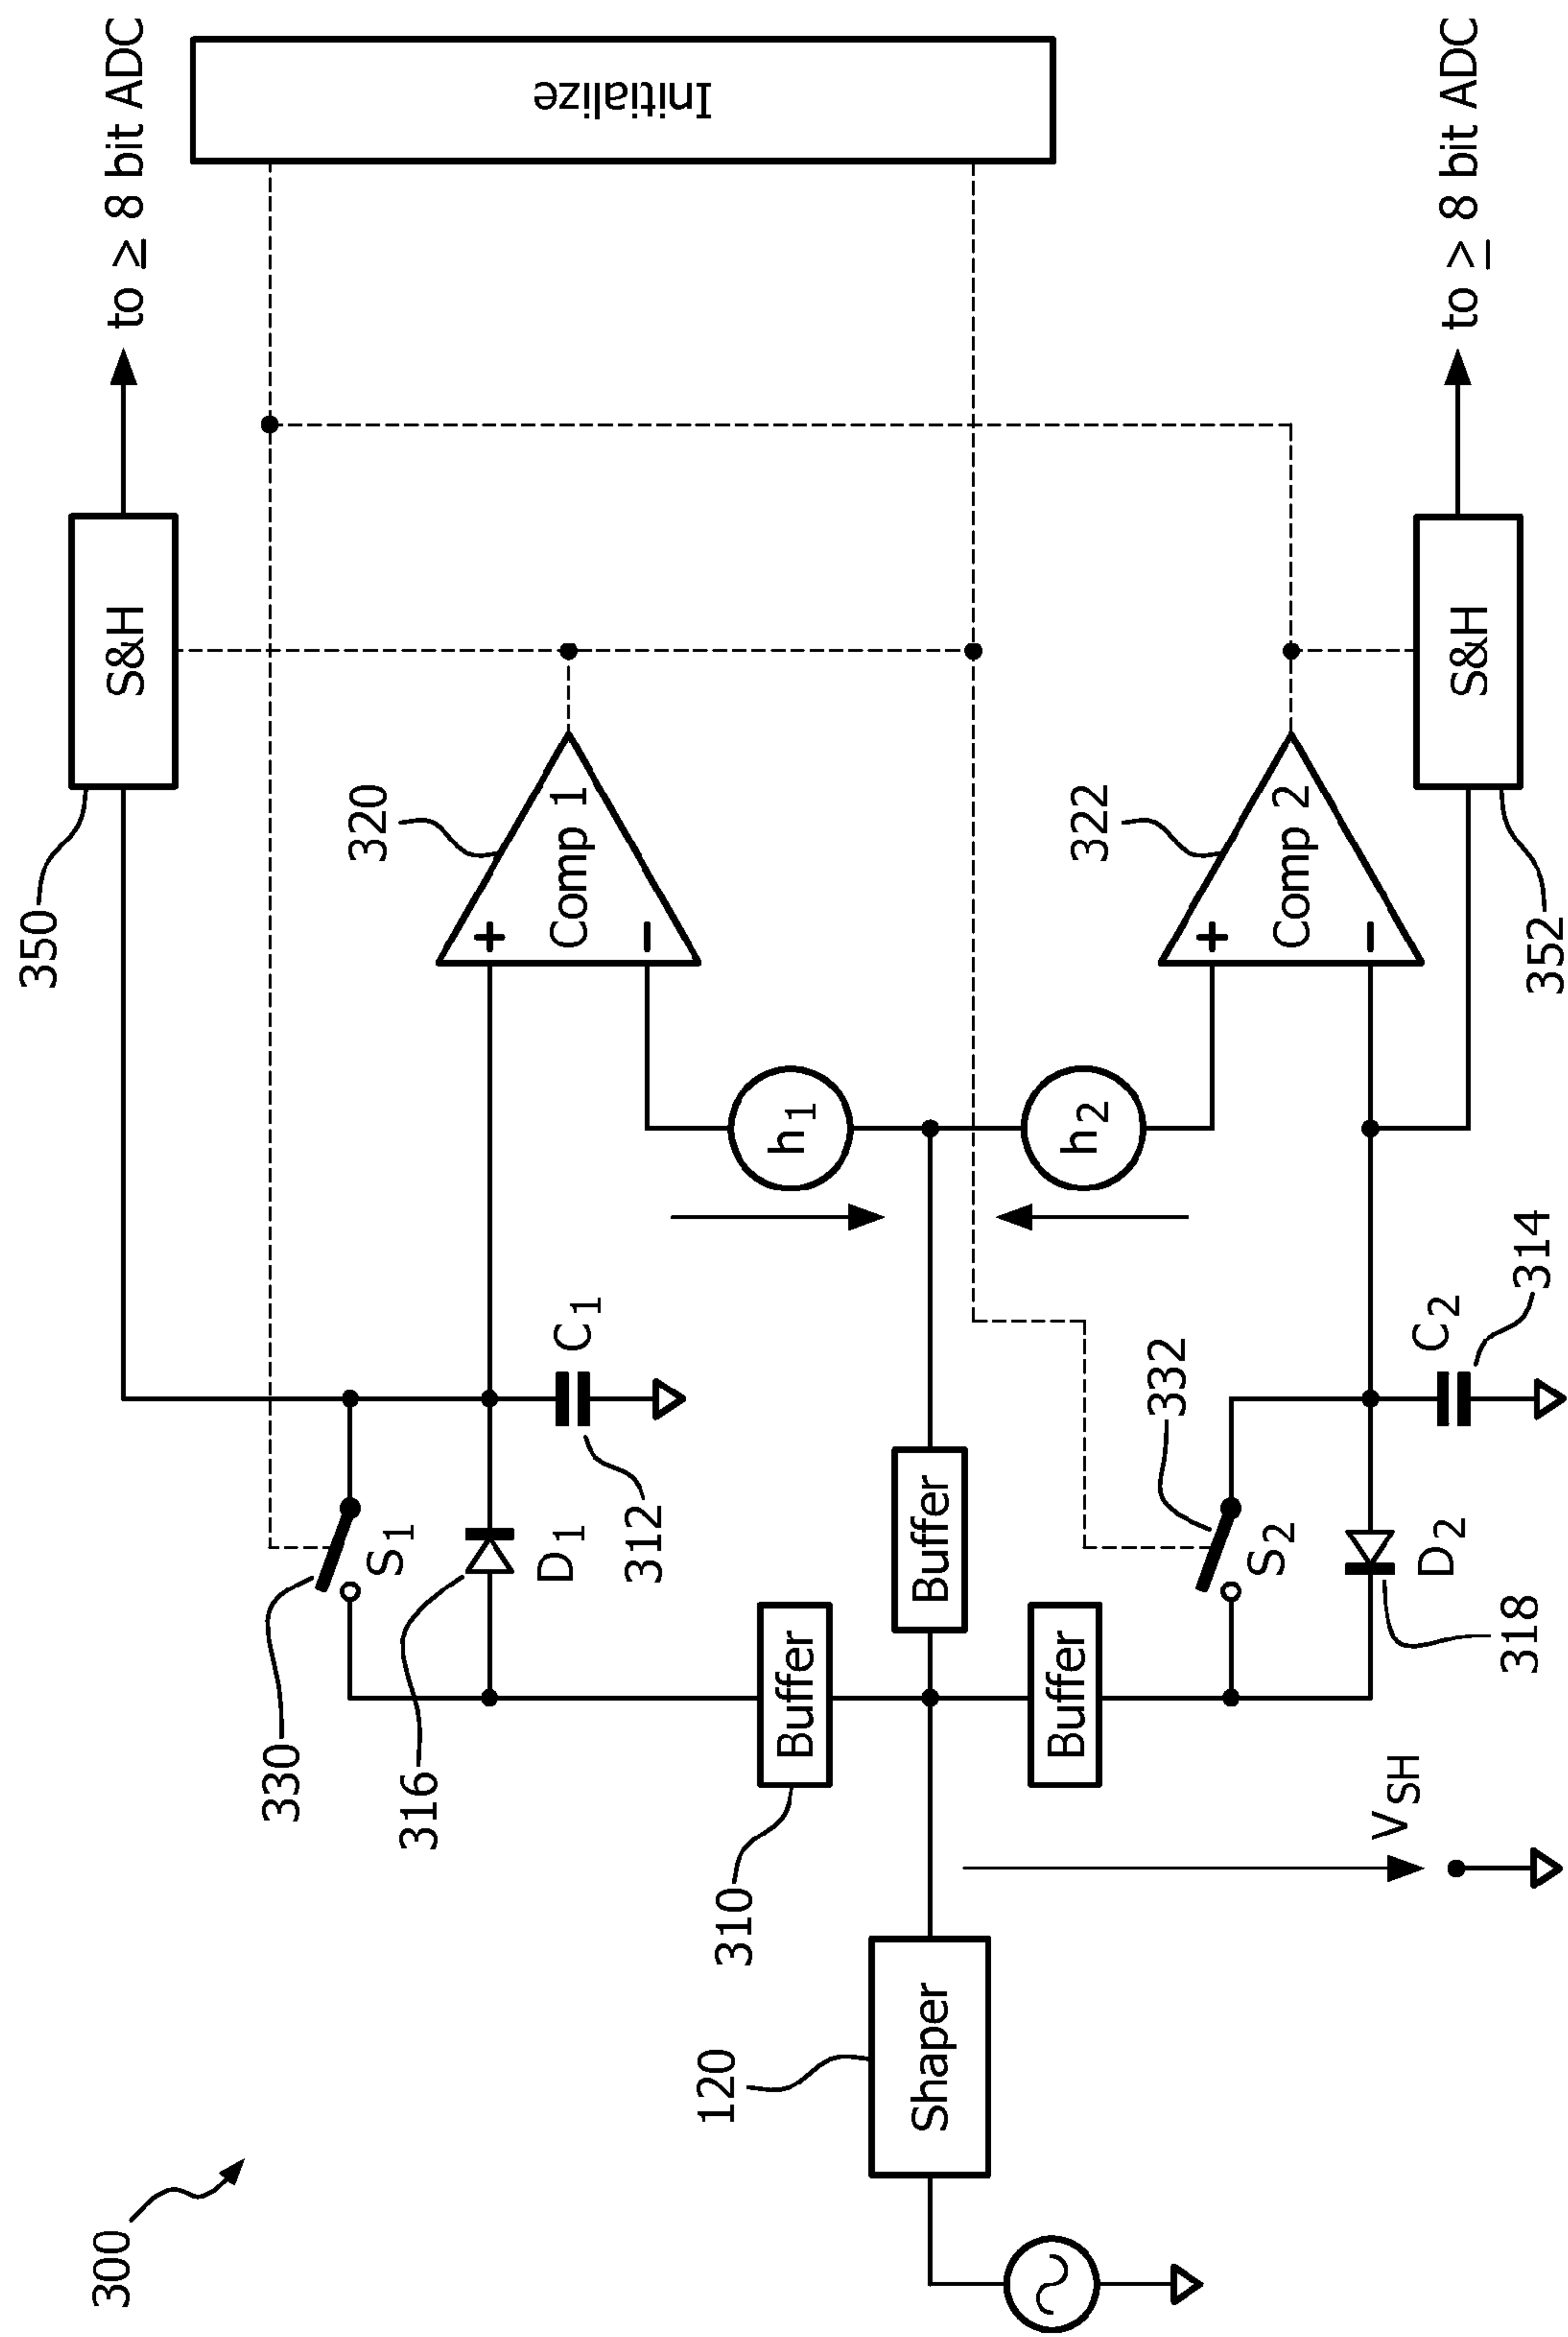 300
350
S&H
to ≥ 8 bit ADC
330
S1
316
D1
C1
312
320
+
Comp 1
−
Initialize
310
Buffer
h1
120
Shaper
Buffer
h2
Buffer
VSH
332
S2
318
D2
C2
314
322
+
Comp 2
−
352
S&H
to ≥ 8 bit ADC